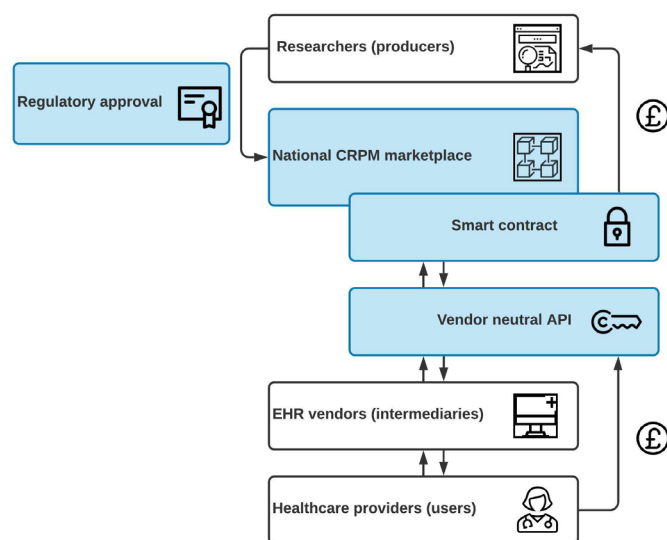 Researchers (producers)
Regulatory approval
National CRPM marketplace
£
Smart contract
Vendor neutral API
EHR vendors (intermediaries)
£
Healthcare providers (users)